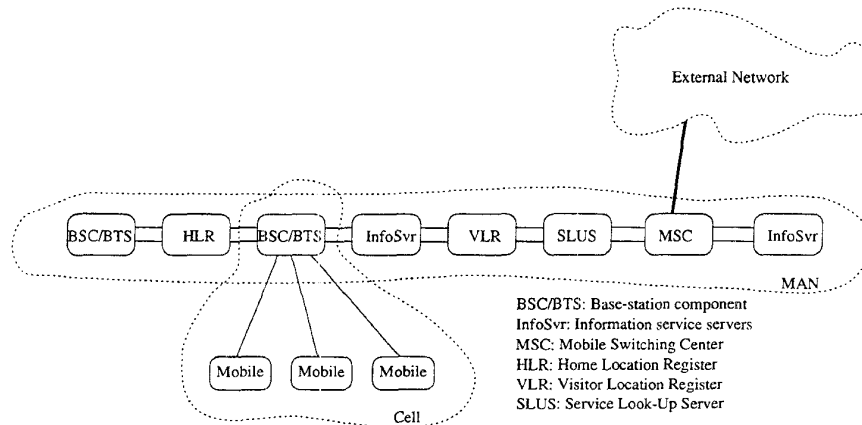 External Network
BSC/BTS HLR BSC/BTS InfoSvr VLR SLUS MSC InfoSvr
MAN
BSC/BTS: Base-station component
InfoSvr: Information service servers
MSC: Mobile Switching Center
HLR: Home Location Register
VLR: Visitor Location Register
SLUS: Service Look-Up Server
Mobile Mobile Mobile
Cell